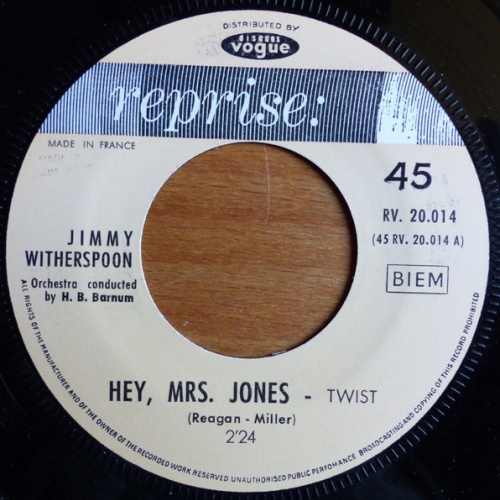 DISTRIBUTED BY
disques
vogue
reprise:
MADE IN FRANCE
45
RV. 20.014
(45 RV. 20.014 A)
BIEM
JIMMY
WITHERSPOON
Orchestra conducted
by H. B. Barnum
HEY, MRS. JONES - TWIST
(Reagan - Miller)
2'24
ALL RIGHTS OF THE MANUFACTURER AND OF THE OWNER OF THE RECORDED WORK RESERVED UNAUTHORISED PUBLIC PERFOMANCE BROADCASTING AND COPYING OF THIS RECORD PROHIBITED